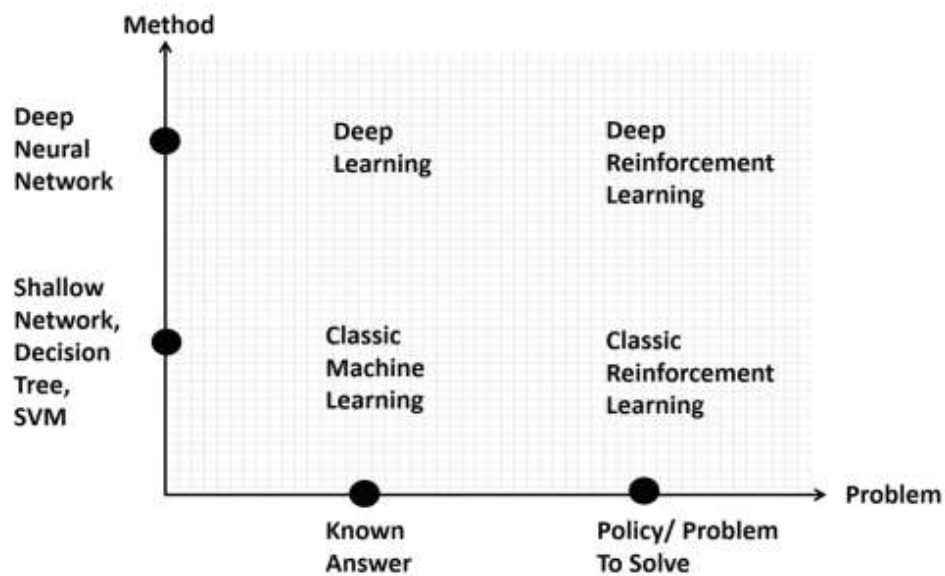 Method
Deep
Neural
Network
Deep
Learning
Deep
Reinforcement
Learning
Shallow
Network,
Decision
Tree,
SVM
Classic
Machine
Learning
Classic
Reinforcement
Learning
Problem
Known
Answer
Policy/ Problem
To Solve